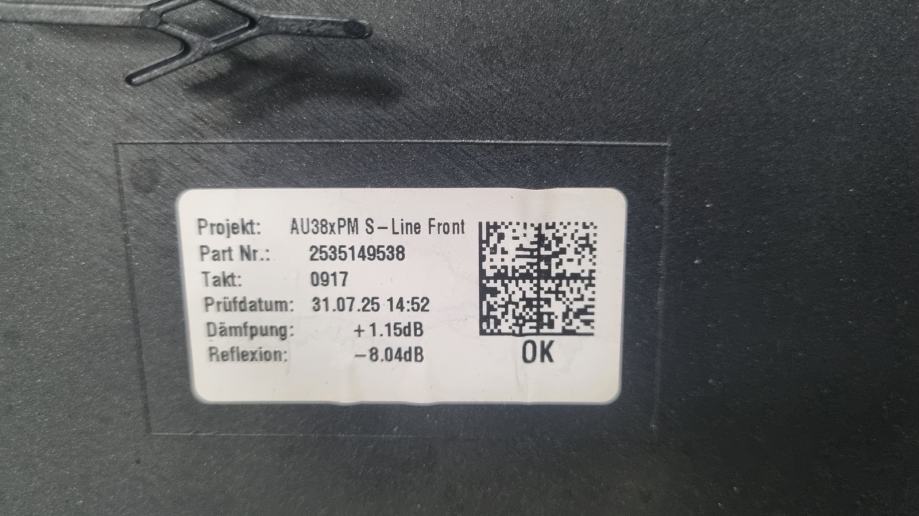 Projekt: AU38xPM S-Line Front
Part Nr.: 2535149538
Takt: 0917
Prüfdatum: 31.07.25 14:52
Dämfpung: +1.15dB
Reflexion: -8.04dB
OK